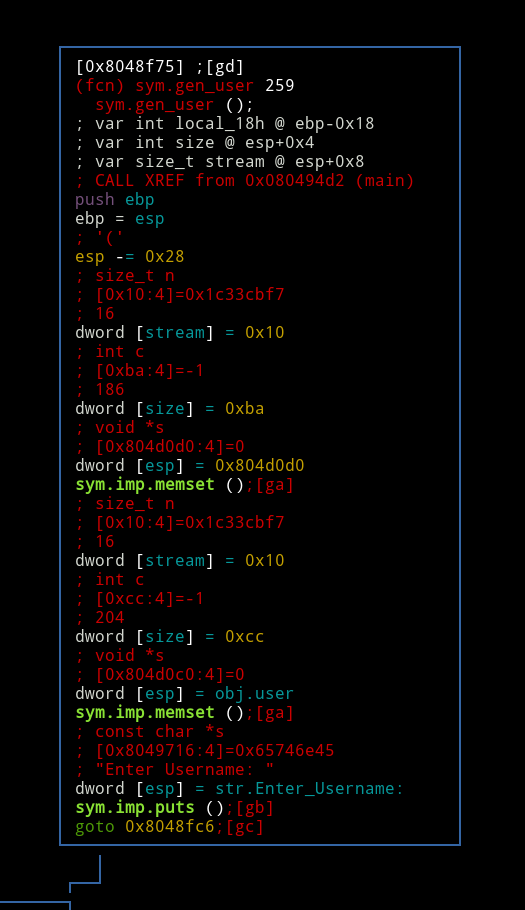 [0x8048f75] ;[gd]
(fcn) sym.gen_user 259
  sym.gen_user ();
; var int local_18h @ ebp-0x18
; var int size @ esp+0x4
; var size_t stream @ esp+0x8
; CALL XREF from 0x080494d2 (main)
push ebp
ebp = esp
; '('
esp -= 0x28
; size_t n
; [0x10:4]=0x1c33cbf7
; 16
dword [stream] = 0x10
; int c
; [0xba:4]=-1
; 186
dword [size] = 0xba
; void *s
; [0x804d0d0:4]=0
dword [esp] = 0x804d0d0
sym.imp.memset ();[ga]
; size_t n
; [0x10:4]=0x1c33cbf7
; 16
dword [stream] = 0x10
; int c
; [0xcc:4]=-1
; 204
dword [size] = 0xcc
; void *s
; [0x804d0c0:4]=0
dword [esp] = obj.user
sym.imp.memset ();[ga]
; const char *s
; [0x8049716:4]=0x65746e45
; "Enter Username: "
dword [esp] = str.Enter_Username:
sym.imp.puts ();[gb]
goto 0x8048fc6;[gc]